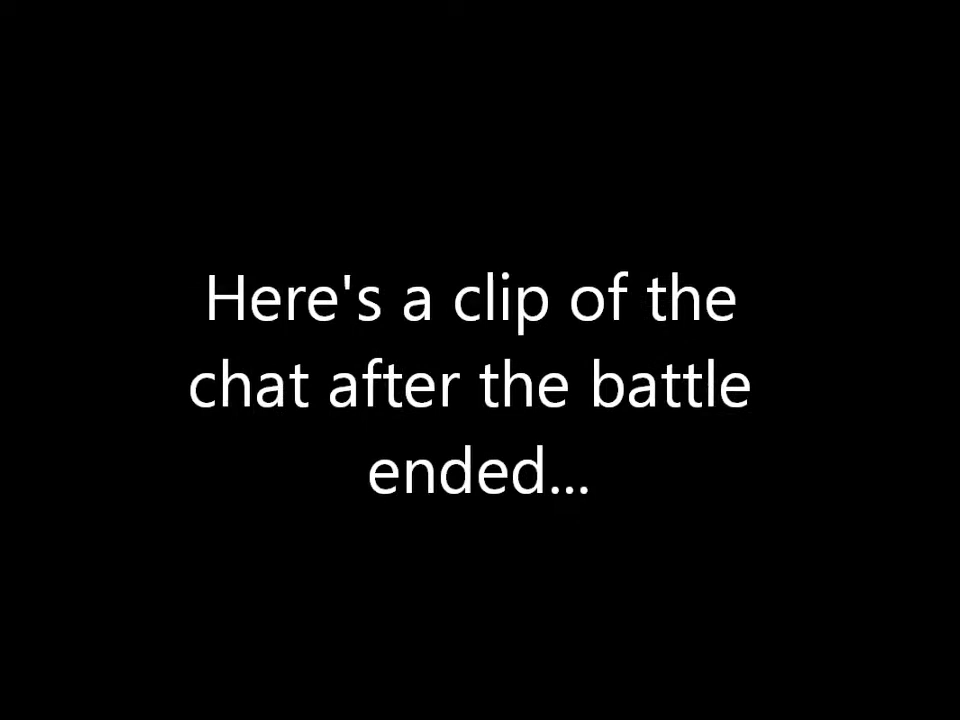 Here's a clip of the
chat after the battle
ended...